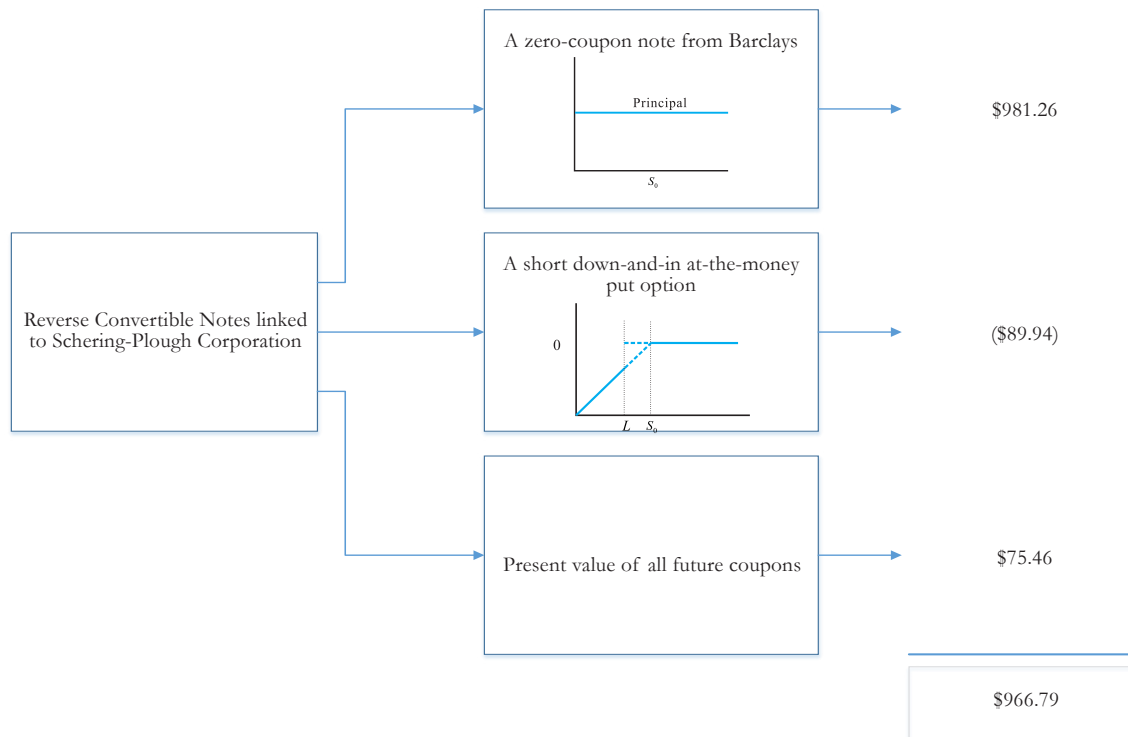 A zero-coupon note from Barclays
Principal
S₀
$981.26
Reverse Convertible Notes linked
to Schering-Plough Corporation
A short down-and-in at-the-money
put option
0
L S₀
($89.94)
Present value of all future coupons
$75.46
$966.79